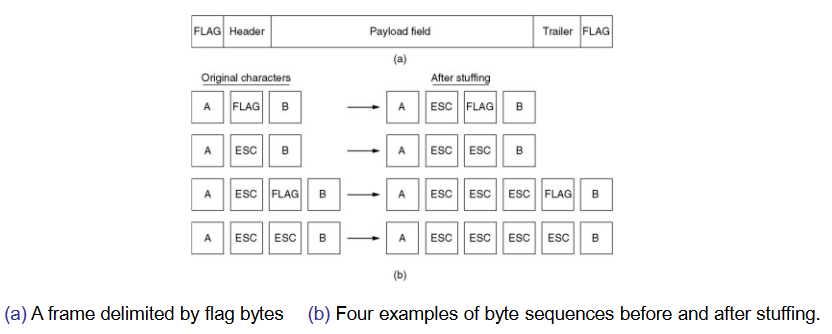 FLAG Header Payload field Trailer FLAG
(a)
Original characters After stuffing
A FLAG B A ESC FLAG B
A ESC B A ESC ESC B
A ESC FLAG B A ESC ESC ESC FLAG B
A ESC ESC B A ESC ESC ESC ESC B
(b)
(a) A frame delimited by flag bytes (b) Four examples of byte sequences before and after stuffing.